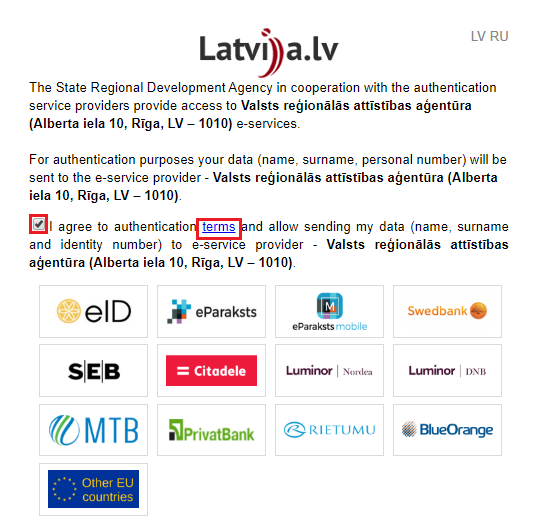 Latvija.lv
LV RU
The State Regional Development Agency in cooperation with the authentication
service providers provide access to Valsts reģionālās attīstības aģentūra
(Alberta iela 10, Rīga, LV – 1010) e-services.
For authentication purposes your data (name, surname, personal number) will be
sent to the e-service provider - Valsts reģionālās attīstības aģentūra (Alberta
iela 10, Rīga, LV – 1010).
I agree to authentication terms and allow sending my data (name, surname
and identity number) to e-service provider - Valsts reģionālās attīstības
aģentūra (Alberta iela 10, Rīga, LV – 1010).
eID
eParaksts
eParaksts mobile
Swedbank
SEB
Citadele
Luminor | Nordea
Luminor | DNB
MTB
PrivatBank
RIETUMU
BlueOrange
Other EU
countries